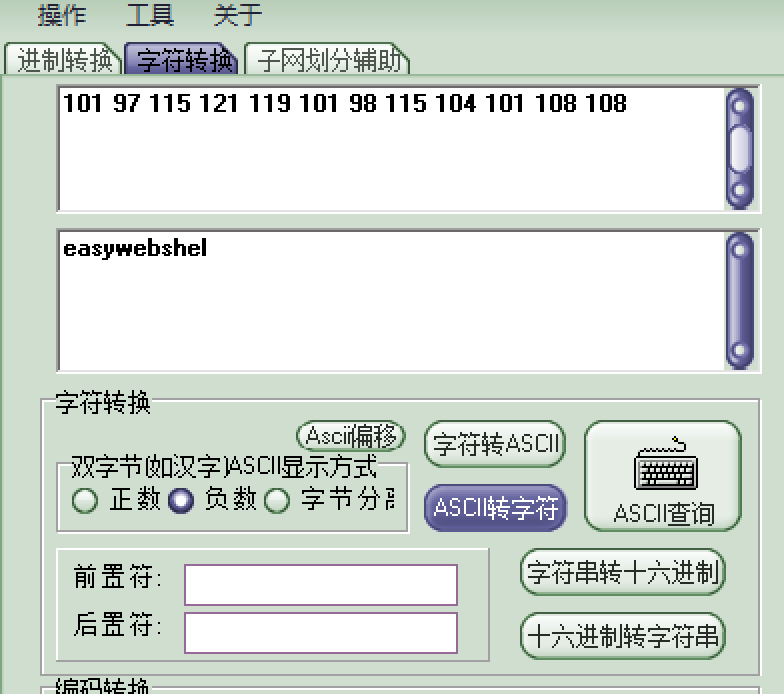 操作 工具 关于
进制转换 字符转换 子网划分辅助
101 97 115 121 119 101 98 115 104 101 108 108
easywebshel
字符转换
Ascii偏移 字符转ASCII
双字节(如汉字)ASCII显示方式
正数 负数 字节分
ASCII转字符 ASCII查询
前置符:
字符串转十六进制
后置符:
十六进制转字符串
编码转换